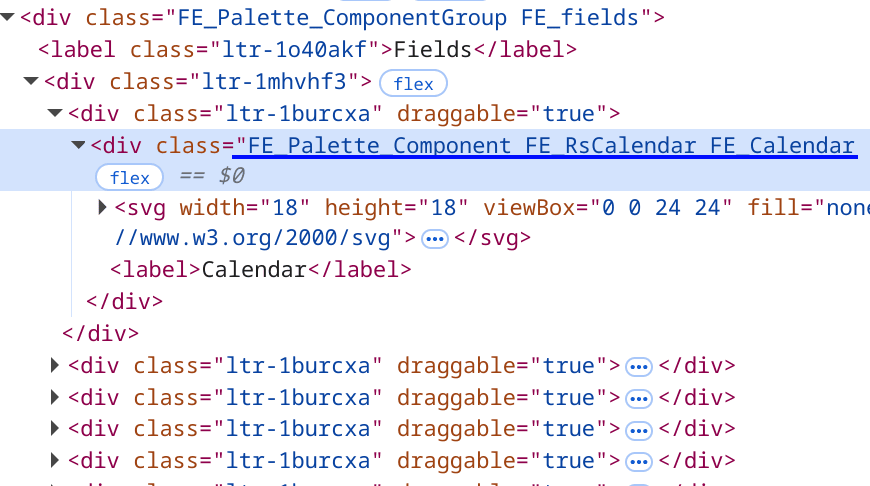 <div class="FE_Palette_ComponentGroup FE_fields">
<label class="ltr-1o40akf">Fields</label>
<div class="ltr-1mhvhf3"> flex
<div class="ltr-1burcxa" draggable="true">
<div class="FE_Palette_Component FE_RsCalendar FE_Calendar
flex == $0
<svg width="18" height="18" viewBox="0 0 24 24" fill="none
//www.w3.org/2000/svg"> ••• </svg>
<label>Calendar</label>
</div>
</div>
<div class="ltr-1burcxa" draggable="true"> ••• </div>
<div class="ltr-1burcxa" draggable="true"> ••• </div>
<div class="ltr-1burcxa" draggable="true"> ••• </div>
<div class="ltr-1burcxa" draggable="true"> ••• </div>